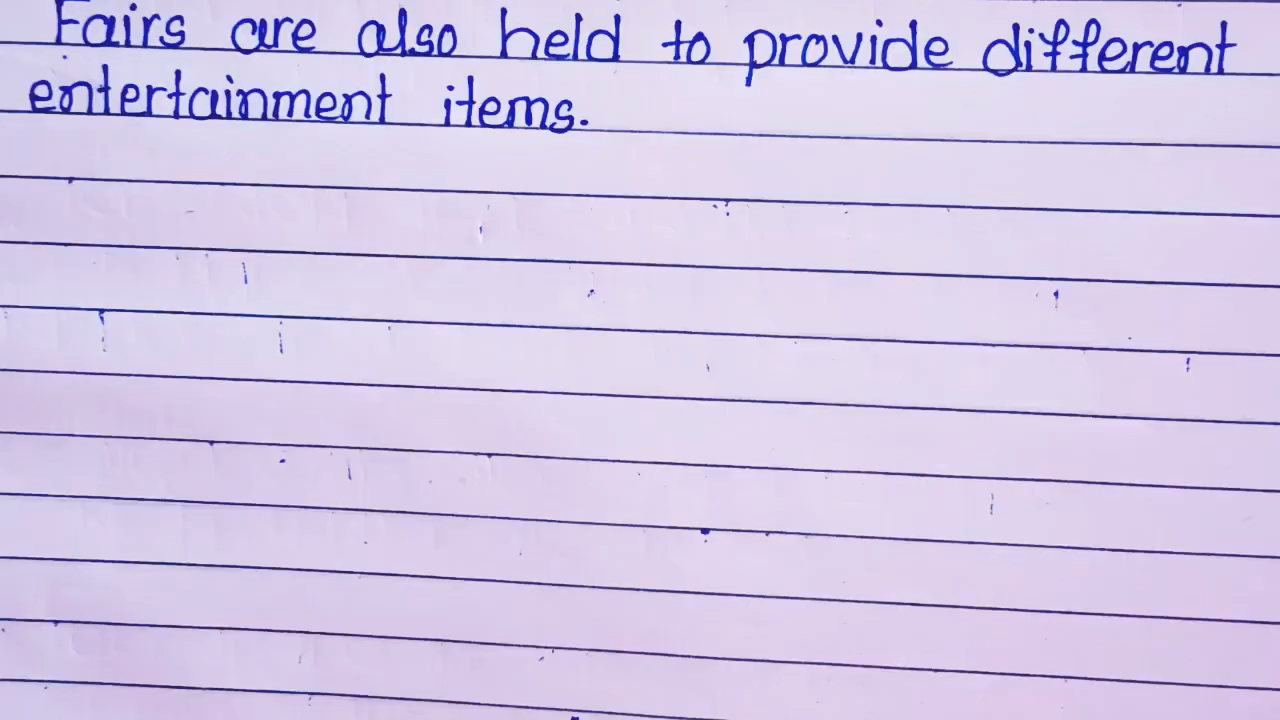 Fairs are also held to provide different
entertainment items.